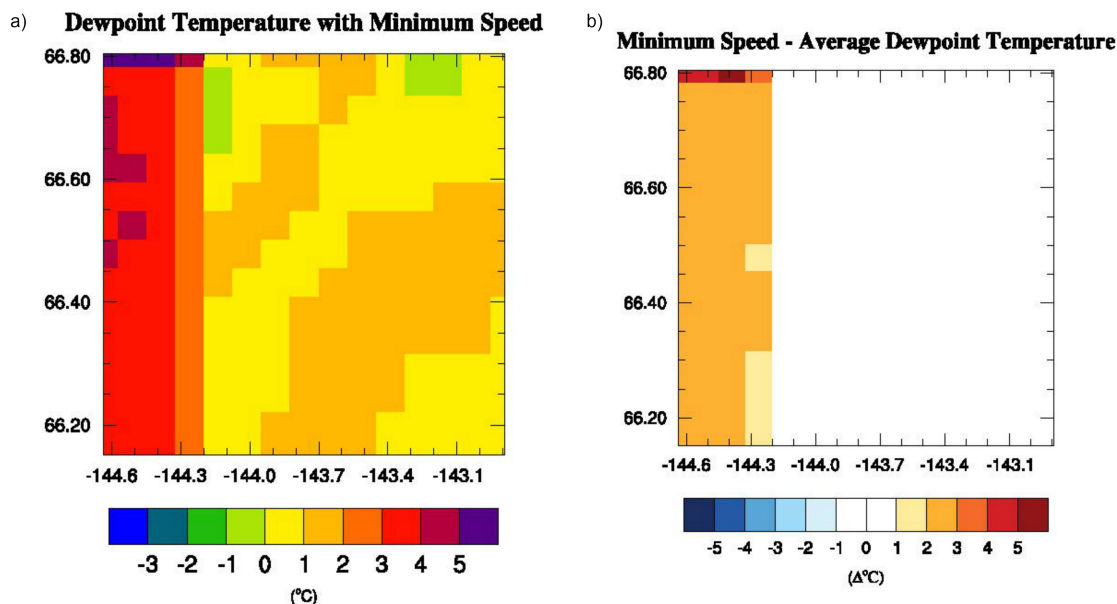 a)
Dewpoint Temperature with Minimum Speed
66.80
66.60
66.40
66.20
-144.6 -144.3 -144.0 -143.7 -143.4 -143.1
-3 -2 -1 0 1 2 3 4 5
(°C)
b)
Minimum Speed - Average Dewpoint Temperature
66.80
66.60
66.40
66.20
-144.6 -144.3 -144.0 -143.7 -143.4 -143.1
-5 -4 -3 -2 -1 0 1 2 3 4 5
(Δ°C)